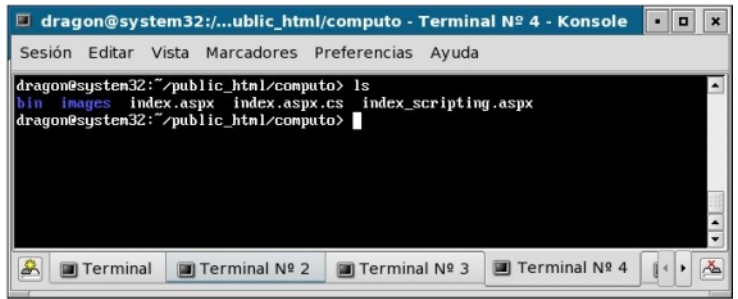 dragon@system32:/...ublic_html/computo - Terminal Nº 4 - Konsole
Sesión Editar Vista Marcadores Preferencias Ayuda
dragon@system32:~/public_html/computo> ls
bin images index.aspx index.aspx.cs index_scripting.aspx
dragon@system32:~/public_html/computo>
Terminal Terminal Nº 2 Terminal Nº 3 Terminal Nº 4